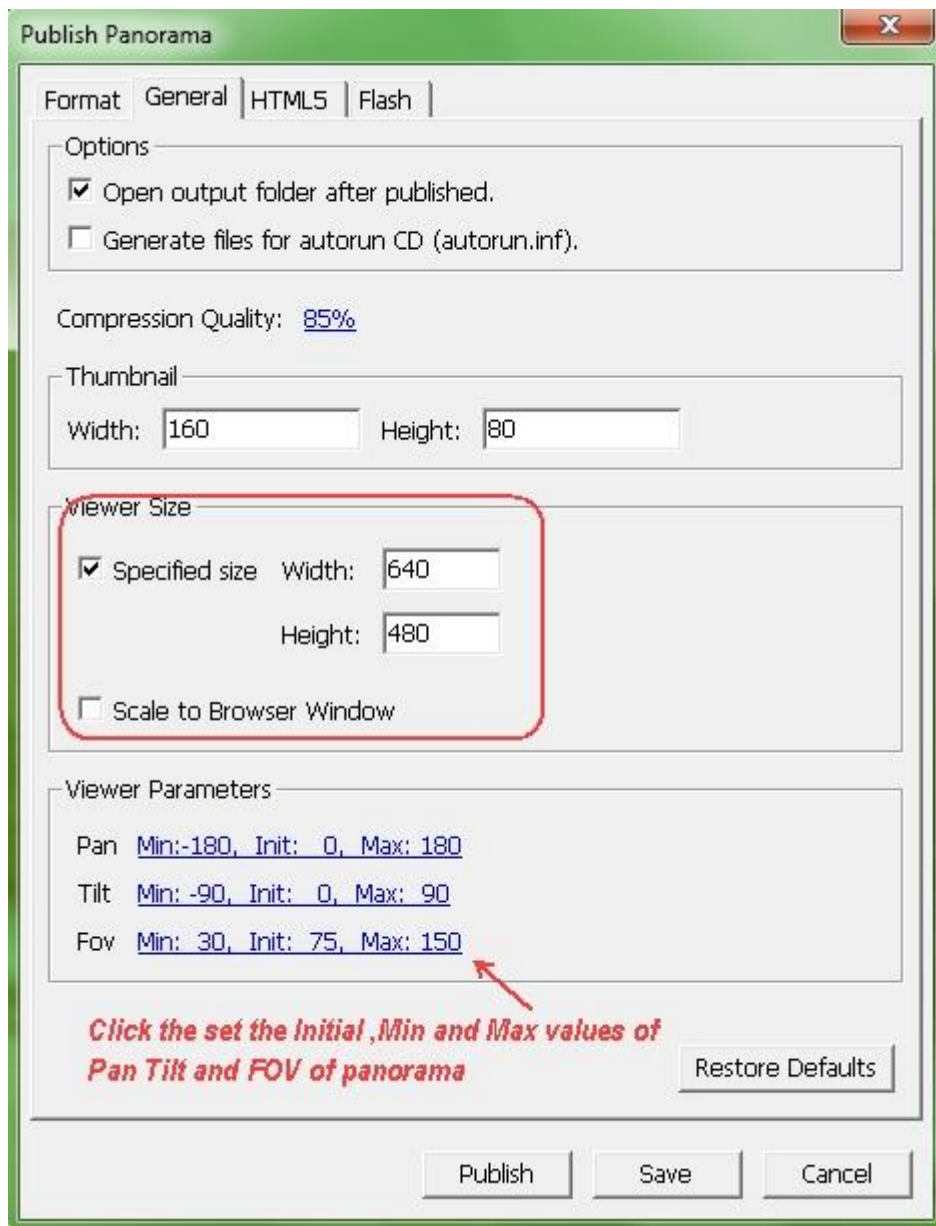 Publish Panorama
Format General HTML5 Flash
Options
Open output folder after published.
Generate files for autorun CD (autorun.inf).
Compression Quality: 85%
Thumbnail
Width: 160 Height: 80
Viewer Size
Specified size Width: 640
Height: 480
Scale to Browser Window
Viewer Parameters
Pan Min:-180, Init: 0, Max: 180
Tilt Min: -90, Init: 0, Max: 90
Fov Min: 30, Init: 75, Max: 150
Click the set the Initial ,Min and Max values of
Pan Tilt and FOV of panorama
Restore Defaults
Publish Save Cancel